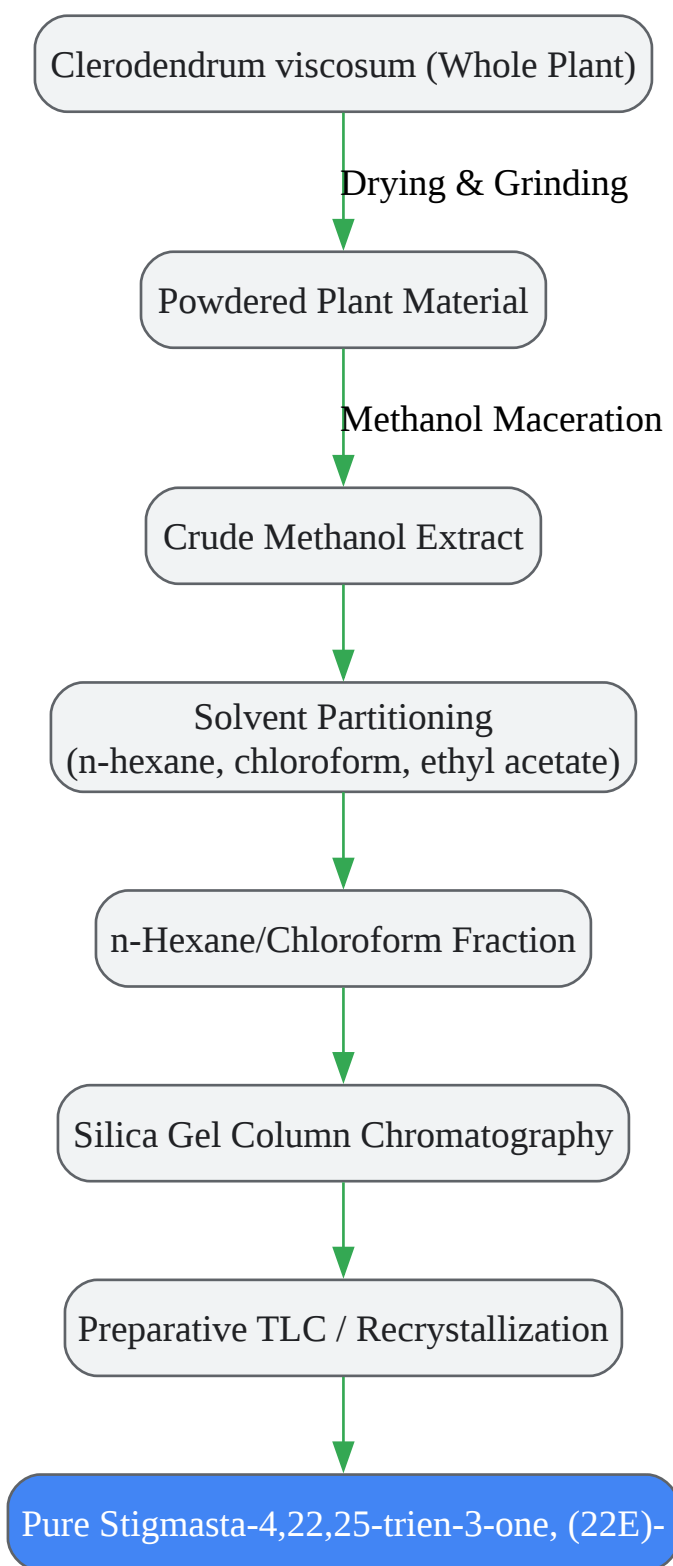 Clerodendrum viscosum (Whole Plant)
Drying & Grinding
Powdered Plant Material
Methanol Maceration
Crude Methanol Extract
Solvent Partitioning
(n-hexane, chloroform, ethyl acetate)
n-Hexane/Chloroform Fraction
Silica Gel Column Chromatography
Preparative TLC / Recrystallization
Pure Stigmasta-4,22,25-trien-3-one, (22E)-